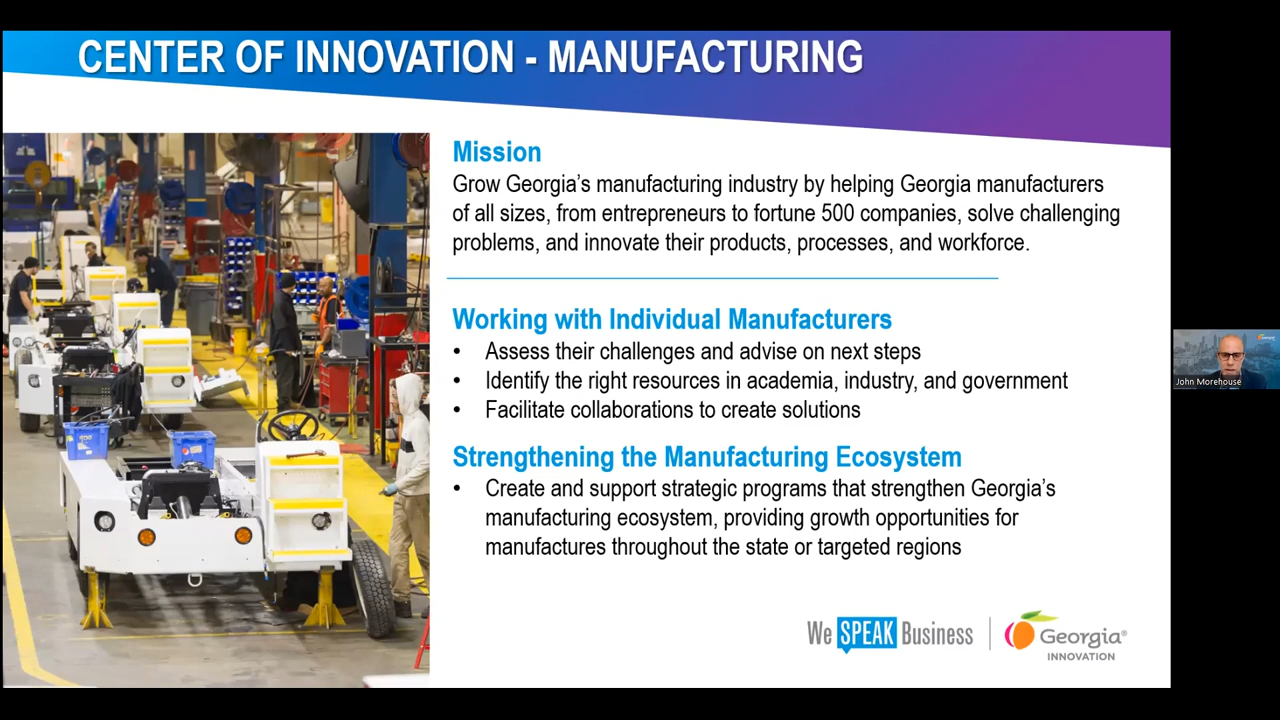 CENTER OF INNOVATION - MANUFACTURING
Mission
Grow Georgia's manufacturing industry by helping Georgia manufacturers
of all sizes, from entrepreneurs to fortune 500 companies, solve challenging
problems, and innovate their products, processes, and workforce.
Working with Individual Manufacturers
• Assess their challenges and advise on next steps
• Identify the right resources in academia, industry, and government
• Facilitate collaborations to create solutions
Strengthening the Manufacturing Ecosystem
• Create and support strategic programs that strengthen Georgia's
manufacturing ecosystem, providing growth opportunities for
manufactures throughout the state or targeted regions
We SPEAK Business
Georgia®
INNOVATION
John Morehouse